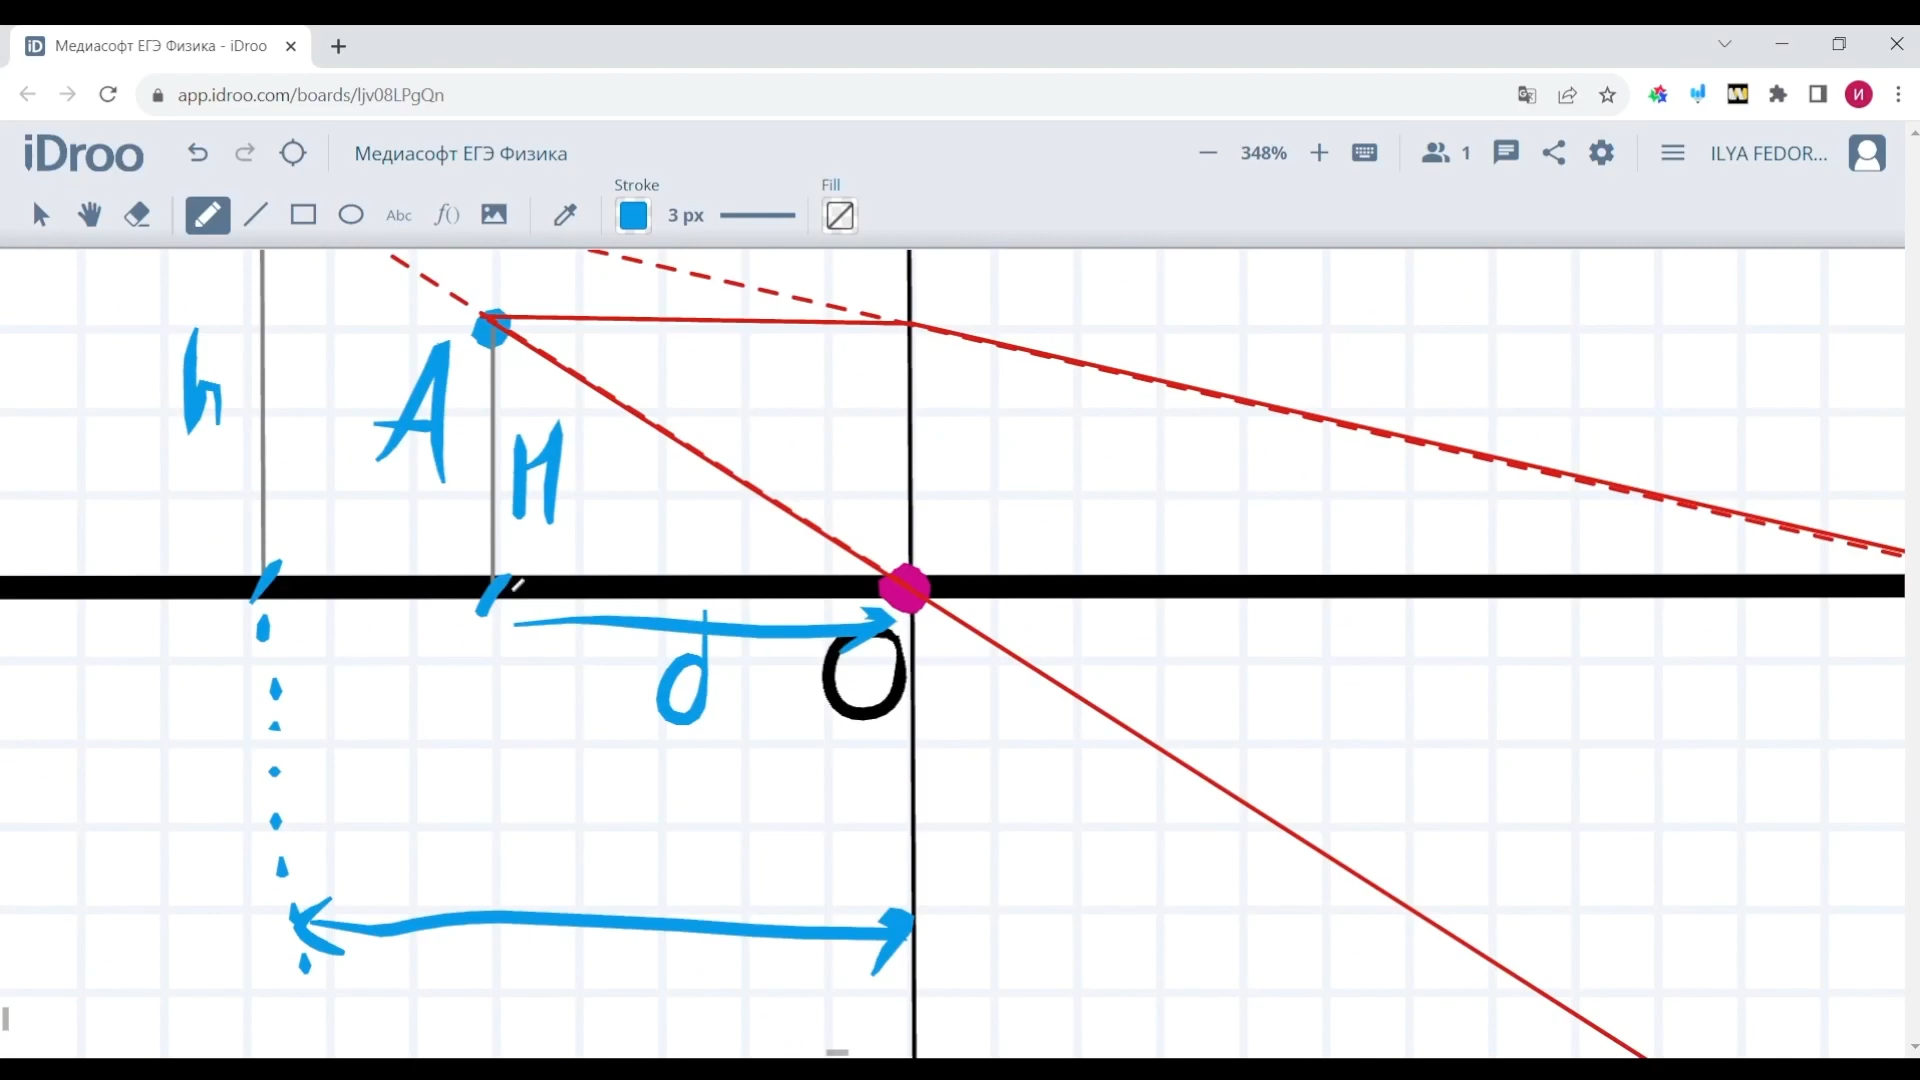 Медиасофт ЕГЭ Физика - iDroo
app.idroo.com/boards/ljv08LPgQn
iDroo
Медиасофт ЕГЭ Физика
348%
1
ILYA FEDOR...
Abc
f()
Stroke
3 px
Fill
h
A
H
d
O